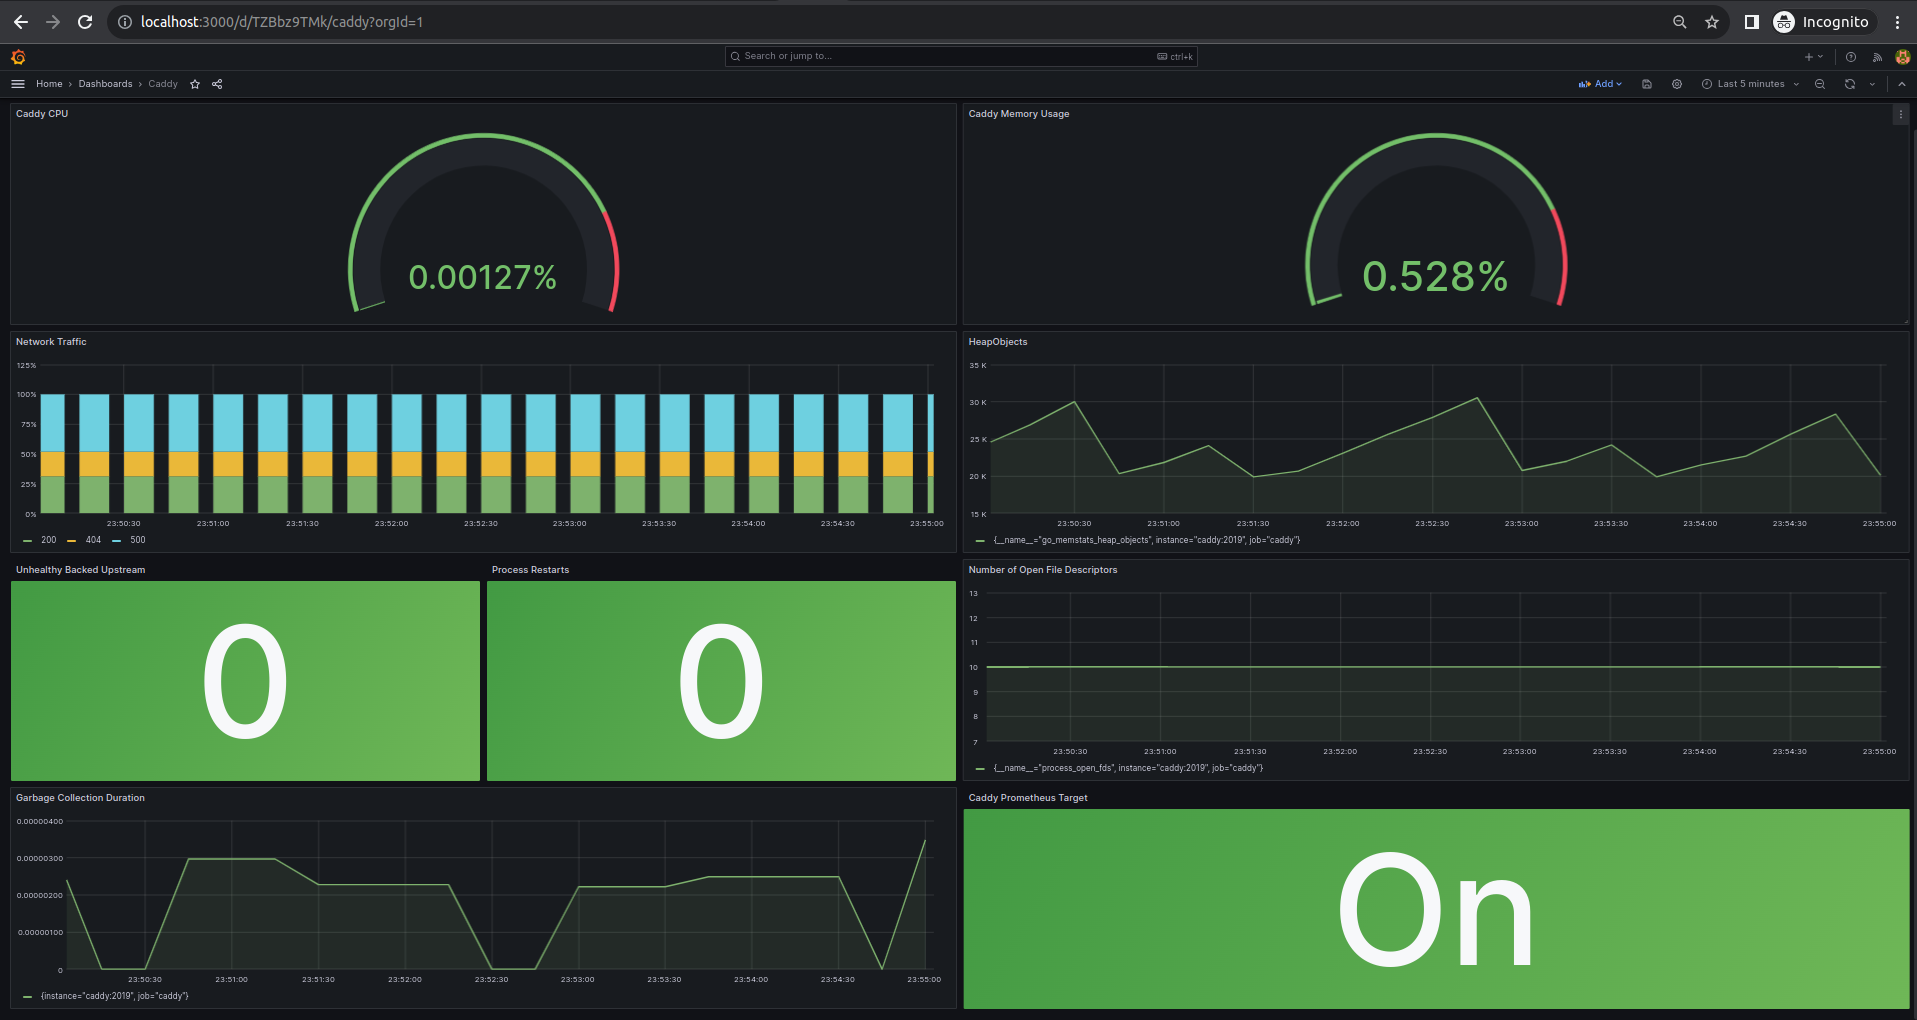 localhost:3000/d/TZBbz9TMk/caddy?orgId=1
Incognito
Search or jump to...
ctrl+k
Home › Dashboards › Caddy
Add
Last 5 minutes
Caddy CPU
0.00127%
Caddy Memory Usage
0.528%
Network Traffic
125%
100%
75%
50%
25%
0%
23:50:30 23:51:00 23:51:30 23:52:00 23:52:30 23:53:00 23:53:30 23:54:00 23:54:30 23:55:00
200 404 500
HeapObjects
35 K
30 K
25 K
20 K
15 K
23:50:30 23:51:00 23:51:30 23:52:00 23:52:30 23:53:00 23:53:30 23:54:00 23:54:30 23:55:00
{__name__="go_memstats_heap_objects", instance="caddy:2019", job="caddy"}
Unhealthy Backed Upstream
0
Process Restarts
0
Number of Open File Descriptors
13
12
11
10
9
8
7
23:50:30 23:51:00 23:51:30 23:52:00 23:52:30 23:53:00 23:53:30 23:54:00 23:54:30 23:55:00
{__name__="process_open_fds", instance="caddy:2019", job="caddy"}
Garbage Collection Duration
0.00000400
0.00000300
0.00000200
0.00000100
0
23:50:30 23:51:00 23:51:30 23:52:00 23:52:30 23:53:00 23:53:30 23:54:00 23:54:30 23:55:00
{instance="caddy:2019", job="caddy"}
Caddy Prometheus Target
On